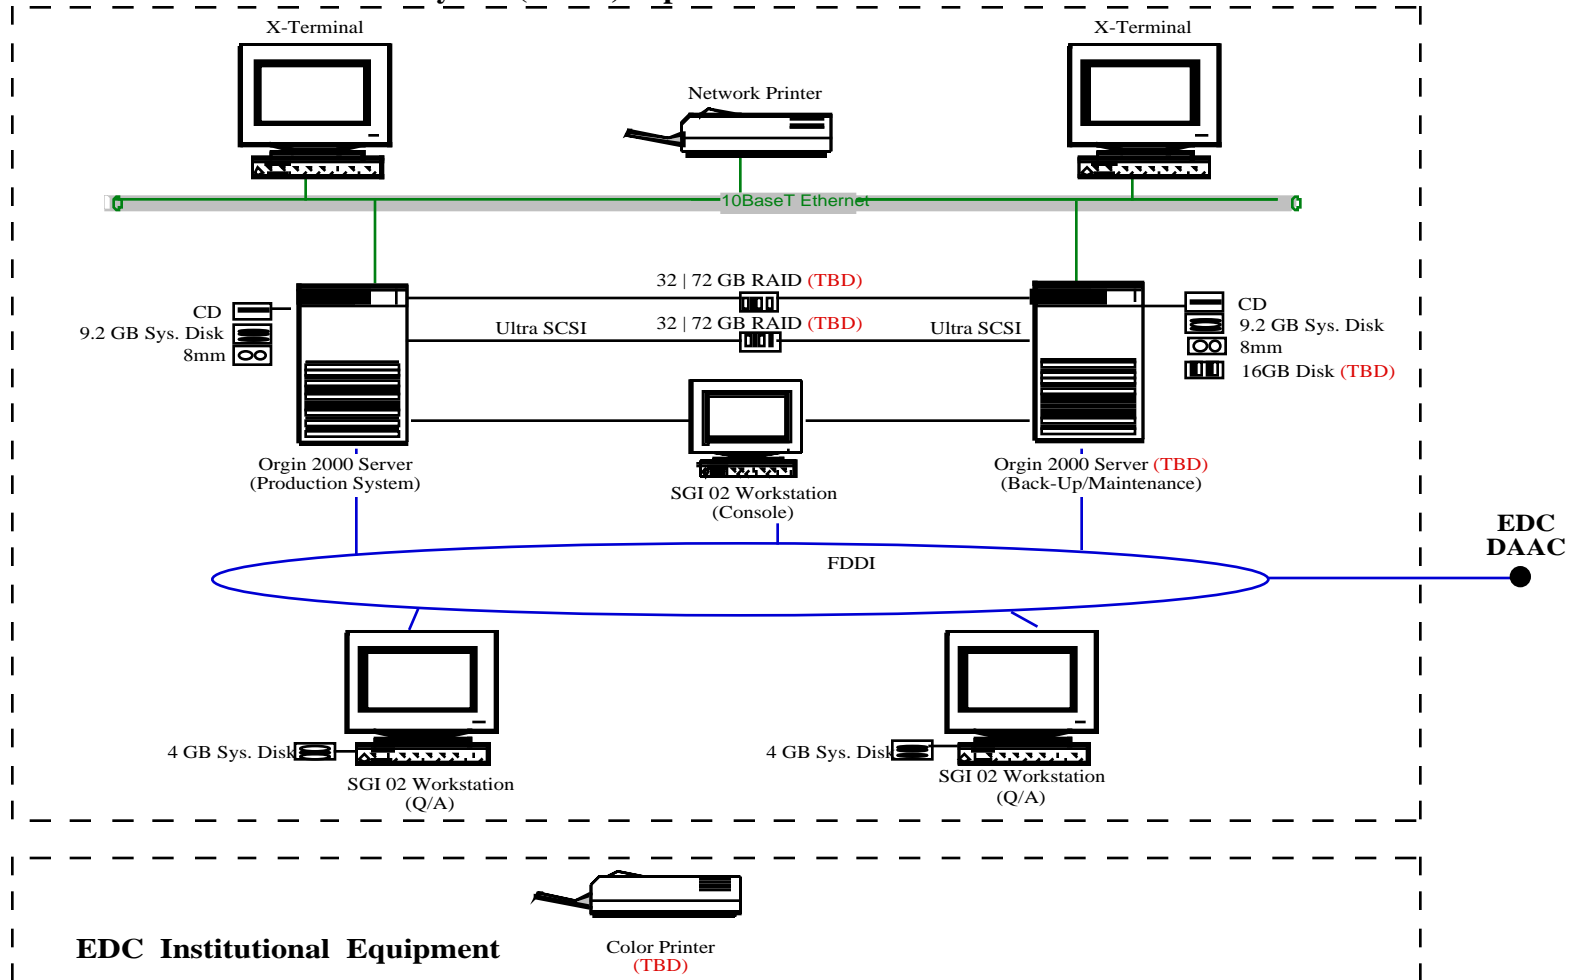 X-Terminal
X-Terminal
Network Printer
10BaseT Ethernet
32 | 72 GB RAID (TBD)
CD
9.2 GB Sys. Disk
8mm
Ultra SCSI
32 | 72 GB RAID (TBD)
Ultra SCSI
CD
9.2 GB Sys. Disk
8mm
16GB Disk (TBD)
Orgin 2000 Server
(Production System)
SGI 02 Workstation
(Console)
Orgin 2000 Server (TBD)
(Back-Up/Maintenance)
EDC
DAAC
FDDI
4 GB Sys. Disk
SGI 02 Workstation
(Q/A)
4 GB Sys. Disk
SGI 02 Workstation
(Q/A)
EDC Institutional Equipment
Color Printer
(TBD)